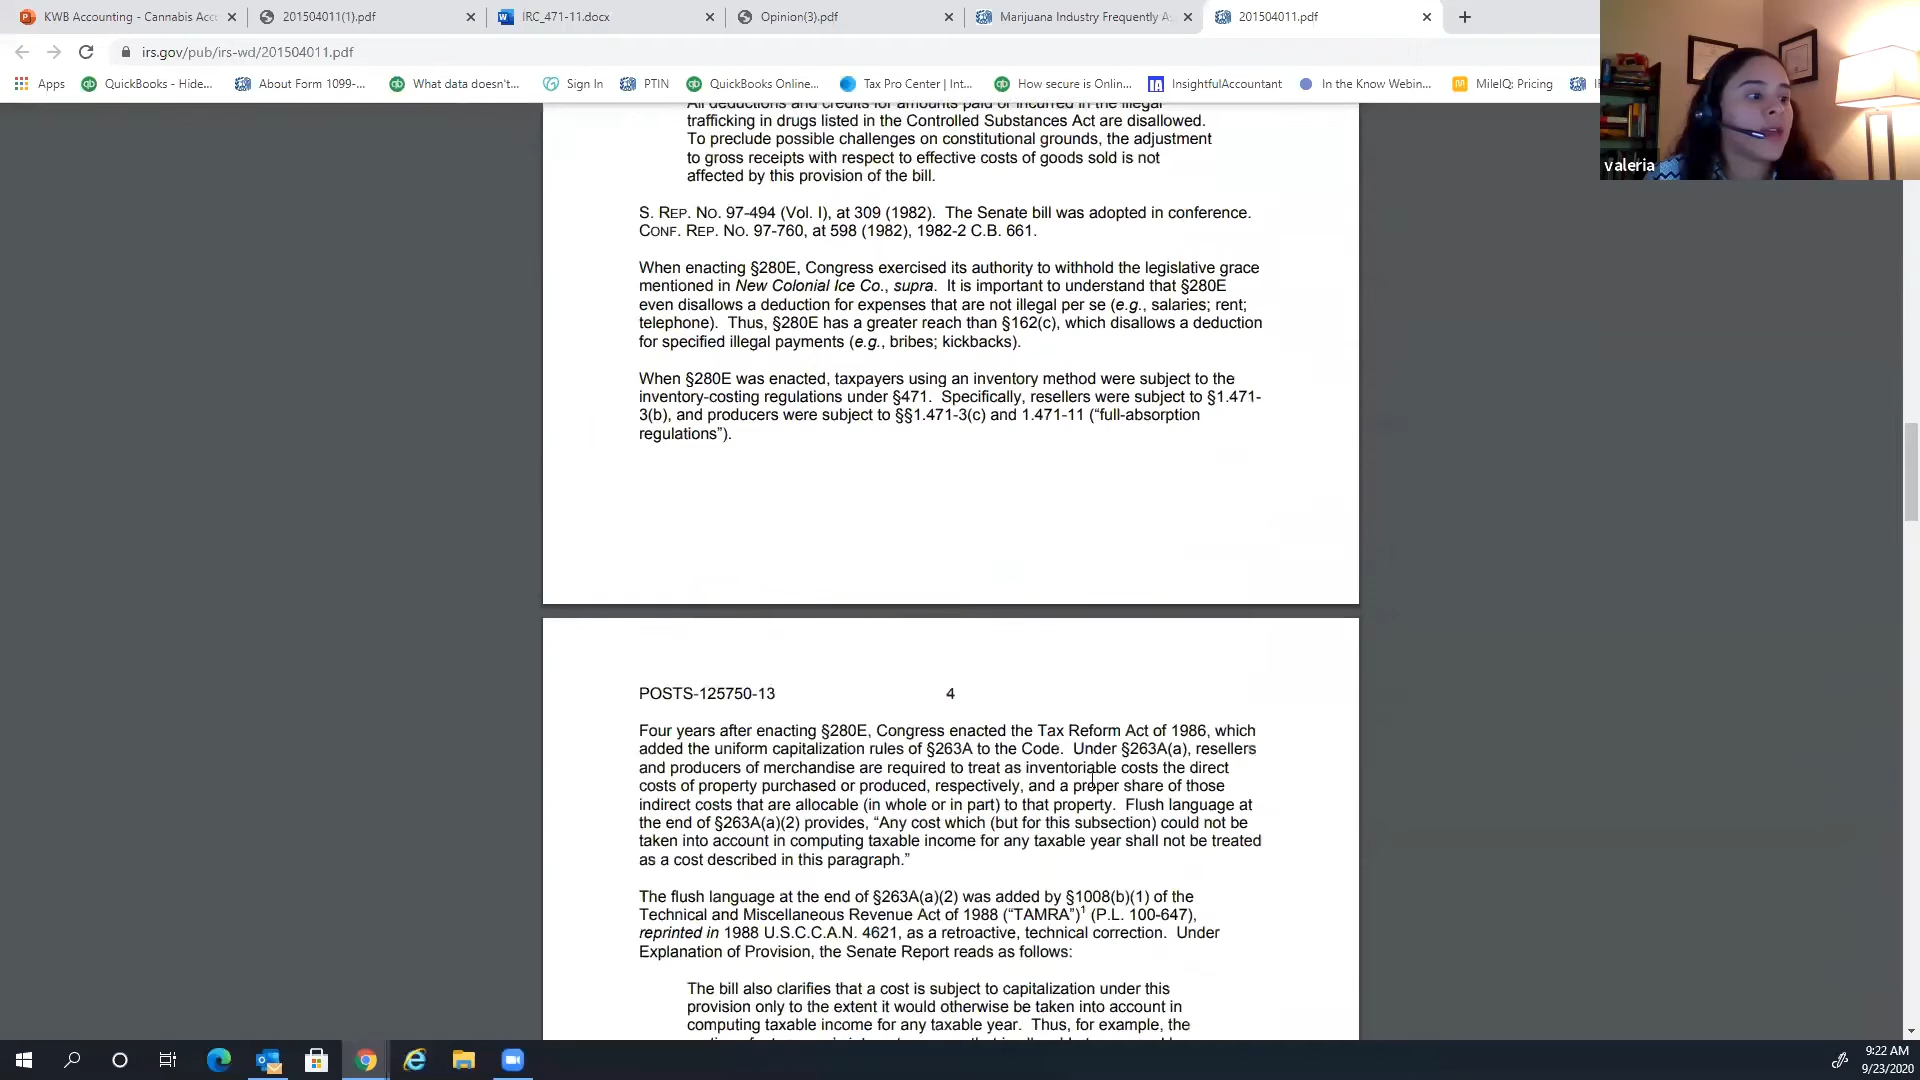 KWB Accounting - Cannabis Acc
201504011(1).pdf
IRC_471-11.docx
Opinion(3).pdf
Marijuana Industry Frequently A
201504011.pdf
irs.gov/pub/irs-wd/201504011.pdf
Apps
QuickBooks - Hide...
About Form 1099-...
What data doesn't...
Sign In
PTIN
QuickBooks Online...
Tax Pro Center | Int...
How secure is Onlin...
InsightfulAccountant
In the Know Webin...
MileIQ: Pricing
valeria
All deductions and credits for amounts paid or incurred in the illegal
trafficking in drugs listed in the Controlled Substances Act are disallowed.
To preclude possible challenges on constitutional grounds, the adjustment
to gross receipts with respect to effective costs of goods sold is not
affected by this provision of the bill.
S. REP. NO. 97-494 (Vol. I), at 309 (1982). The Senate bill was adopted in conference.
CONF. REP. NO. 97-760, at 598 (1982), 1982-2 C.B. 661.
When enacting §280E, Congress exercised its authority to withhold the legislative grace
mentioned in New Colonial Ice Co., supra. It is important to understand that §280E
even disallows a deduction for expenses that are not illegal per se (e.g., salaries; rent;
telephone). Thus, §280E has a greater reach than §162(c), which disallows a deduction
for specified illegal payments (e.g., bribes; kickbacks).
When §280E was enacted, taxpayers using an inventory method were subject to the
inventory-costing regulations under §471. Specifically, resellers were subject to §1.471-
3(b), and producers were subject to §§1.471-3(c) and 1.471-11 (“full-absorption
regulations”).
POSTS-125750-13 4
Four years after enacting §280E, Congress enacted the Tax Reform Act of 1986, which
added the uniform capitalization rules of §263A to the Code. Under §263A(a), resellers
and producers of merchandise are required to treat as inventoriable costs the direct
costs of property purchased or produced, respectively, and a proper share of those
indirect costs that are allocable (in whole or in part) to that property. Flush language at
the end of §263A(a)(2) provides, “Any cost which (but for this subsection) could not be
taken into account in computing taxable income for any taxable year shall not be treated
as a cost described in this paragraph.”
The flush language at the end of §263A(a)(2) was added by §1008(b)(1) of the
Technical and Miscellaneous Revenue Act of 1988 (“TAMRA”)1 (P.L. 100-647),
reprinted in 1988 U.S.C.C.A.N. 4621, as a retroactive, technical correction. Under
Explanation of Provision, the Senate Report reads as follows:
The bill also clarifies that a cost is subject to capitalization under this
provision only to the extent it would otherwise be taken into account in
computing taxable income for any taxable year. Thus, for example, the
9:22 AM
9/23/2020